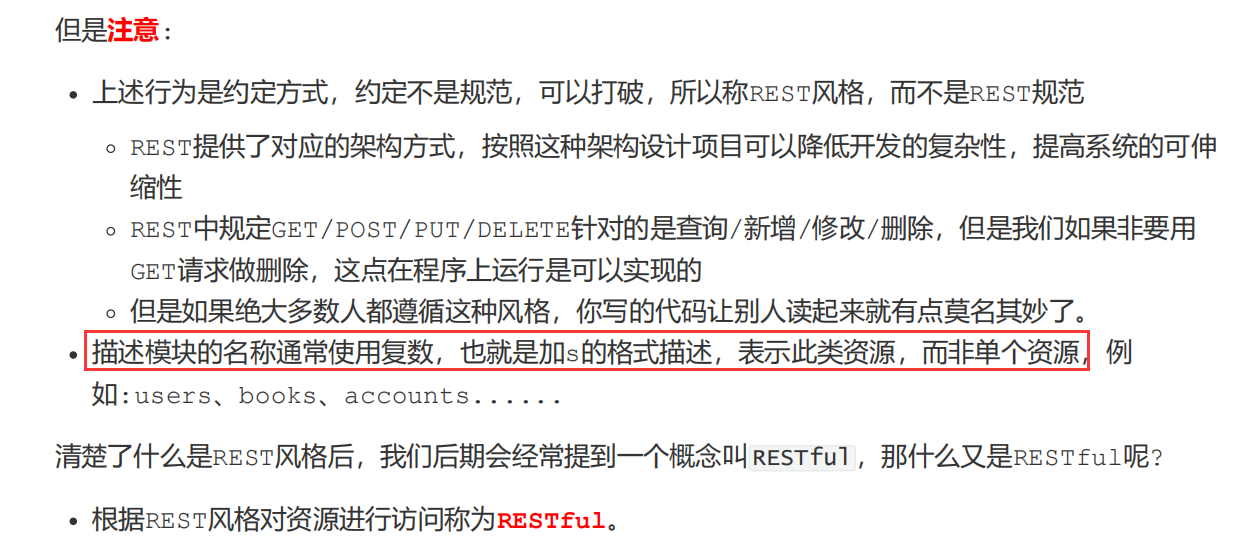 但是注意：
上述行为是约定方式，约定不是规范，可以打破，所以称REST风格，而不是REST规范
REST提供了对应的架构方式，按照这种架构设计项目可以降低开发的复杂性，提高系统的可伸
缩性
REST中规定GET/POST/PUT/DELETE针对的是查询/新增/修改/删除，但是我们如果非要用
GET请求做删除，这点在程序上运行是可以实现的
但是如果绝大多数人都遵循这种风格，你写的代码让别人读起来就有点莫名其妙了。
描述模块的名称通常使用复数，也就是加s的格式描述，表示此类资源，而非单个资源，例
如:users、books、accounts......
清楚了什么是REST风格后，我们后期会经常提到一个概念叫RESTful，那什么又是RESTful呢?
根据REST风格对资源进行访问称为RESTful。